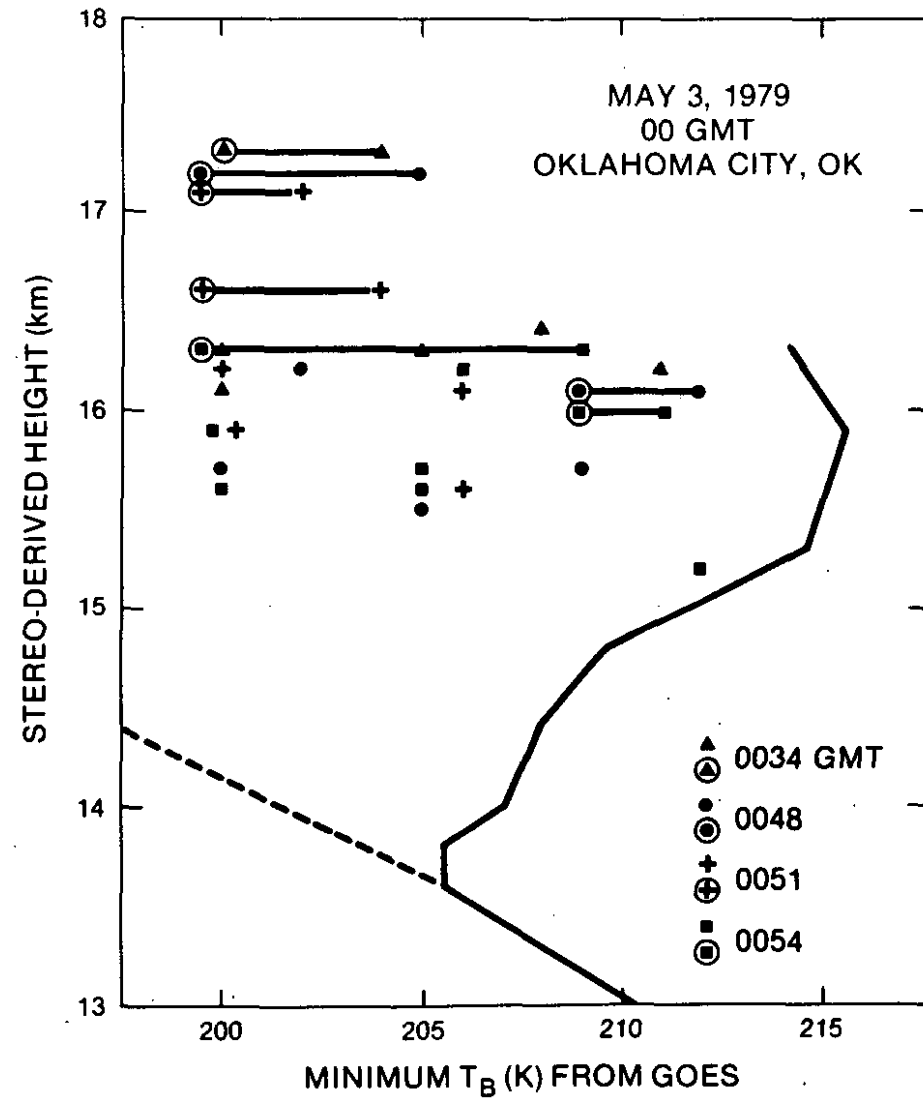 MAY 3, 1979
00 GMT
OKLAHOMA CITY, OK
STEREO-DERIVED HEIGHT (km)
18
17
16
15
14
13
0034 GMT
0048
0051
0054
200
205
210
215
MINIMUM T_B (K) FROM GOES